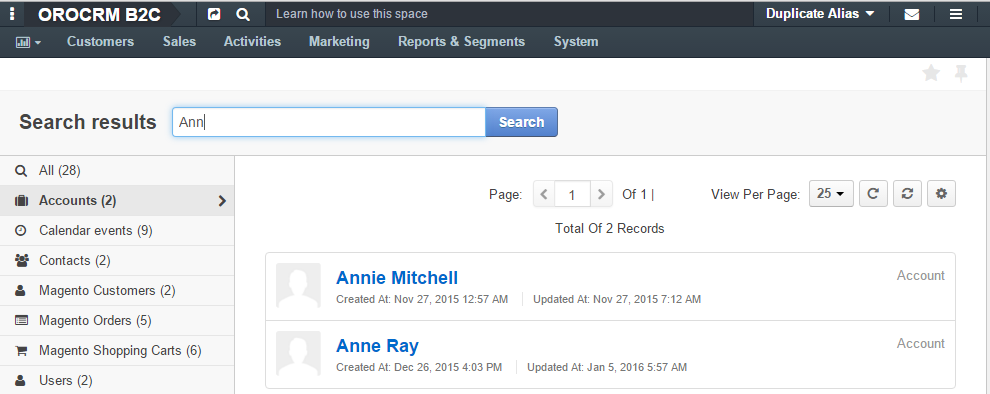 OROCRM B2C
Learn how to use this space
Duplicate Alias
Customers Sales Activities Marketing Reports & Segments System
Search results
Ann
Search
All (28)
Accounts (2)
Calendar events (9)
Contacts (2)
Magento Customers (2)
Magento Orders (5)
Magento Shopping Carts (6)
Users (2)
Page: 1 Of 1 | View Per Page: 25
Total Of 2 Records
Annie Mitchell Account
Created At: Nov 27, 2015 12:57 AM Updated At: Nov 27, 2015 7:12 AM
Anne Ray Account
Created At: Dec 26, 2015 4:03 PM Updated At: Jan 5, 2016 5:57 AM